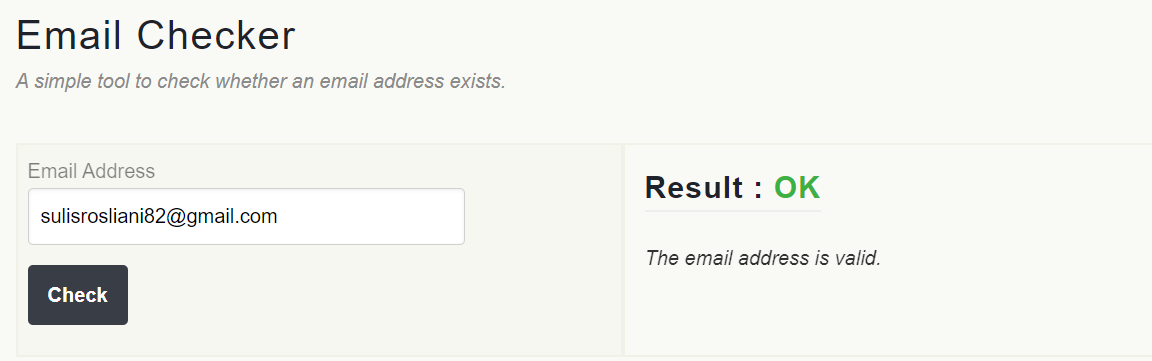 Email Checker
A simple tool to check whether an email address exists.
Email Address
sulisrosliani82@gmail.com
Check
Result : OK
The email address is valid.